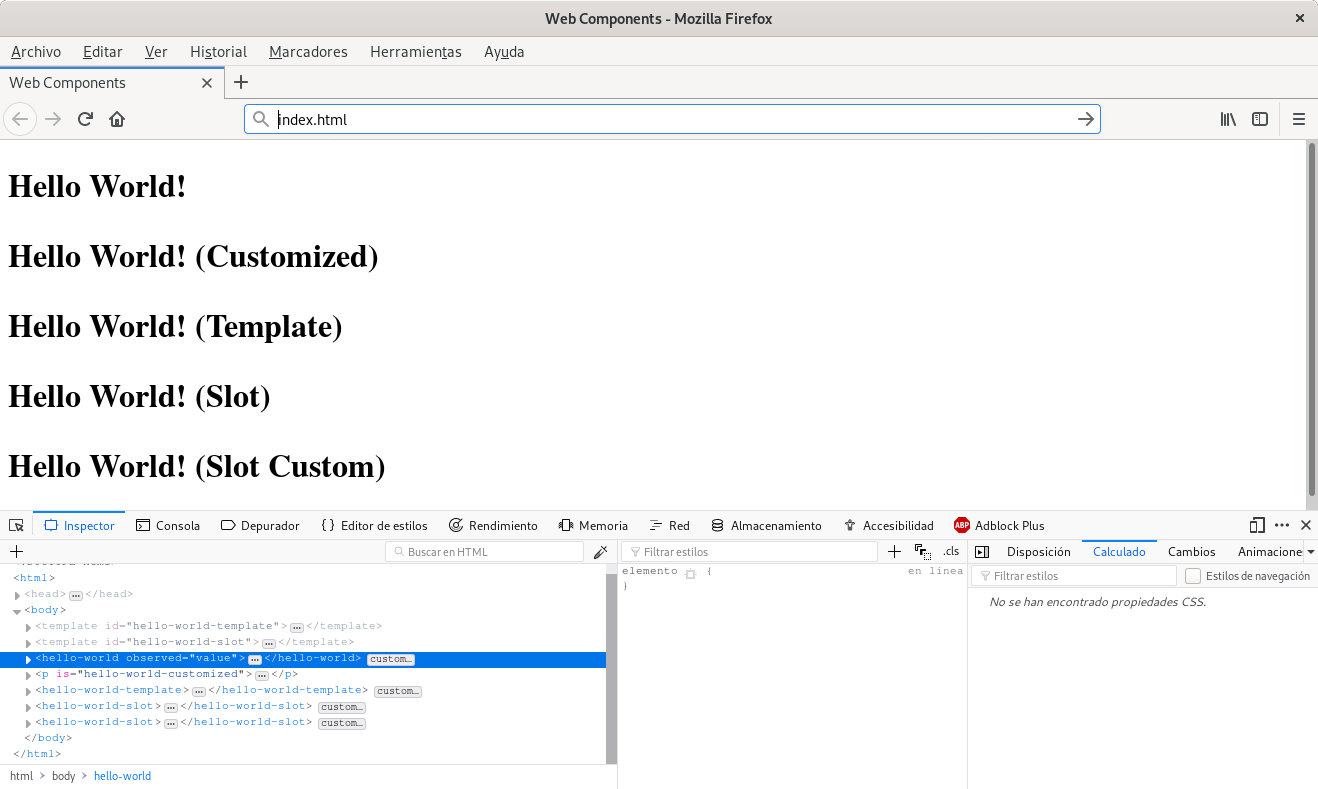 Web Components - Mozilla Firefox
Archivo Editar Ver Historial Marcadores Herramientas Ayuda
Web Components
index.html
Hello World!
Hello World! (Customized)
Hello World! (Template)
Hello World! (Slot)
Hello World! (Slot Custom)
Inspector Consola Depurador Editor de estilos Rendimiento Memoria Red Almacenamiento Accesibilidad ABP Adblock Plus
Buscar en HTML
<html>
<head> </head>
<body>
<template id="hello-world-template"> </template>
<template id="hello-world-slot"> </template>
<hello-world observed="value"> </hello-world> custom…
<p is="hello-world-customized"> </p>
<hello-world-template> </hello-world-template> custom…
<hello-world-slot> </hello-world-slot> custom…
<hello-world-slot> </hello-world-slot> custom…
</body>
</html>
html > body > hello-world
Filtrar estilos .cls
elemento { en línea
}
Disposición Calculado Cambios Animacione
Filtrar estilos Estilos de navegación
No se han encontrado propiedades CSS.